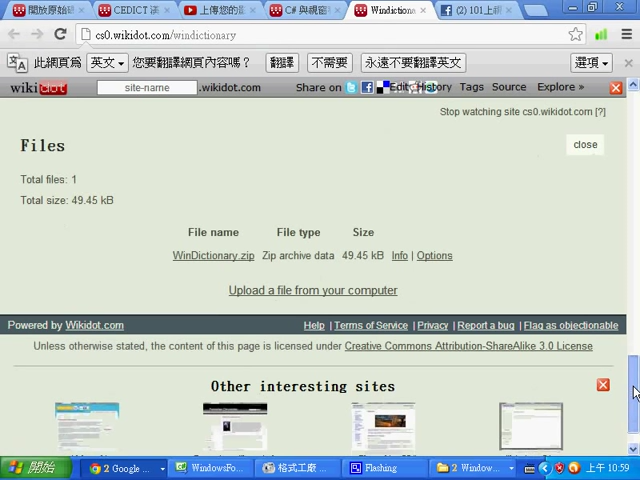 開放原始碼
CEDICT 漢
上傳您的影
C# 與視窗
Windictiona
(2) 101上視
cs0.wikidot.com/windictionary
此網頁為 英文 您要翻譯網頁內容嗎? 翻譯 不需要 永遠不要翻譯英文 選項
wikidot site-name .wikidot.com Share on Edit History Tags Source Explore »
Stop watching site cs0.wikidot.com [?]
Files
close
Total files: 1
Total size: 49.45 kB
File name File type Size
WinDictionary.zip Zip archive data 49.45 kB Info | Options
Upload a file from your computer
Powered by Wikidot.com Help | Terms of Service | Privacy | Report a bug | Flag as objectionable
Unless otherwise stated, the content of this page is licensed under Creative Commons Attribution-ShareAlike 3.0 License
Other interesting sites
開始 2 Google ... WindowsFo... 格式工廠 ... Flashing 2 Window... 上午 10:59